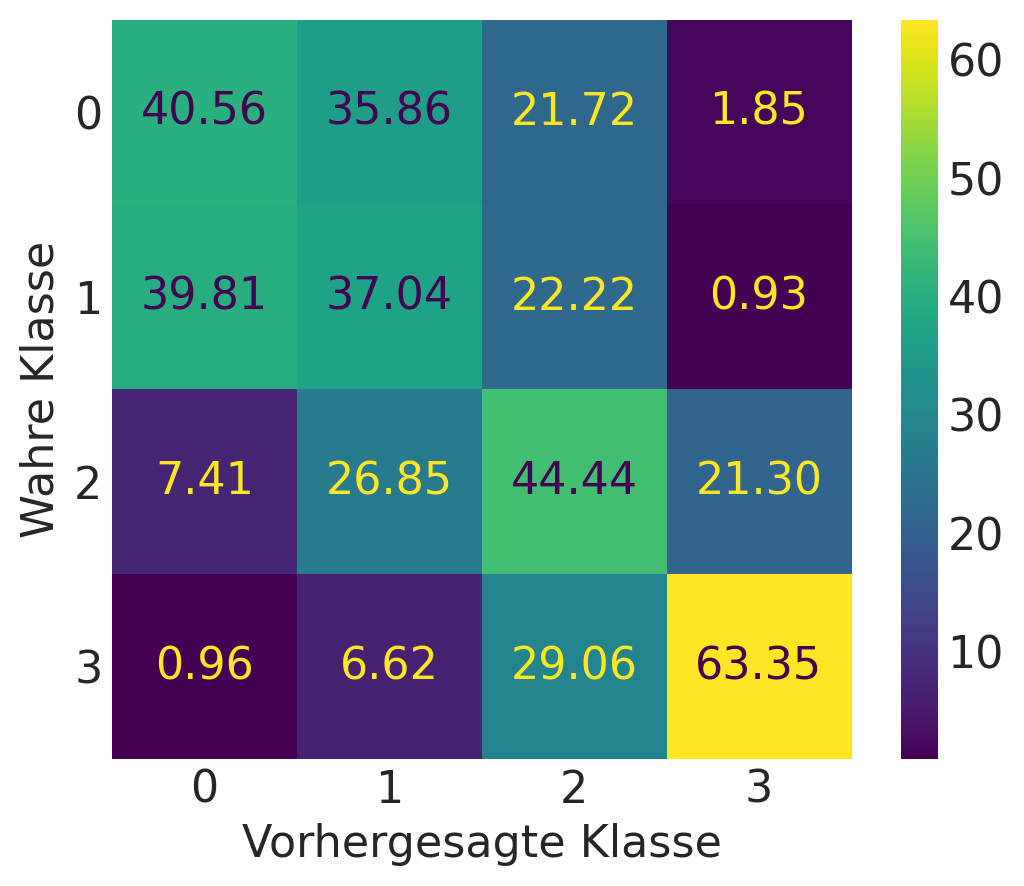 0 40.56 35.86 21.72 1.85
1 39.81 37.04 22.22 0.93
2 7.41 26.85 44.44 21.30
3 0.96 6.62 29.06 63.35
0 1 2 3
Vorhergesagte Klasse
Wahre Klasse
60
50
40
30
20
10